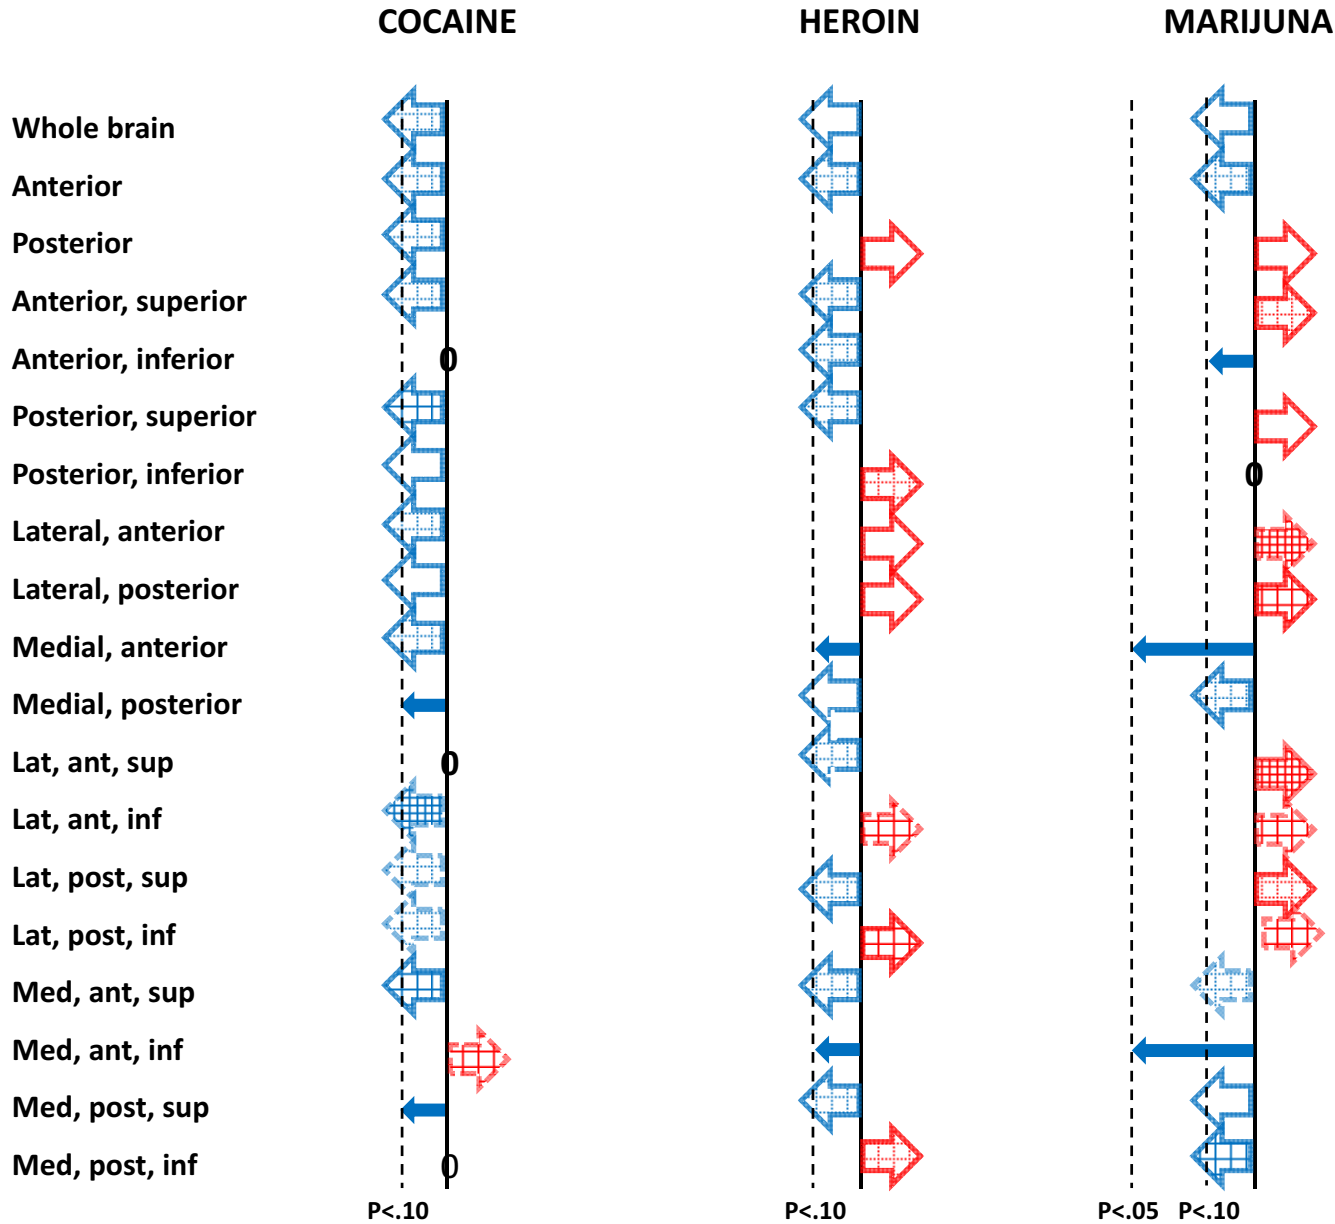 COCAINE HEROIN MARIJUNA
Whole brain
Anterior
Posterior
Anterior, superior
Anterior, inferior 0
Posterior, superior
Posterior, inferior 0
Lateral, anterior
Lateral, posterior
Medial, anterior
Medial, posterior
Lat, ant, sup 0
Lat, ant, inf
Lat, post, sup
Lat, post, inf
Med, ant, sup
Med, ant, inf
Med, post, sup
Med, post, inf 0
P<.10 P<.10 P<.05 P<.10